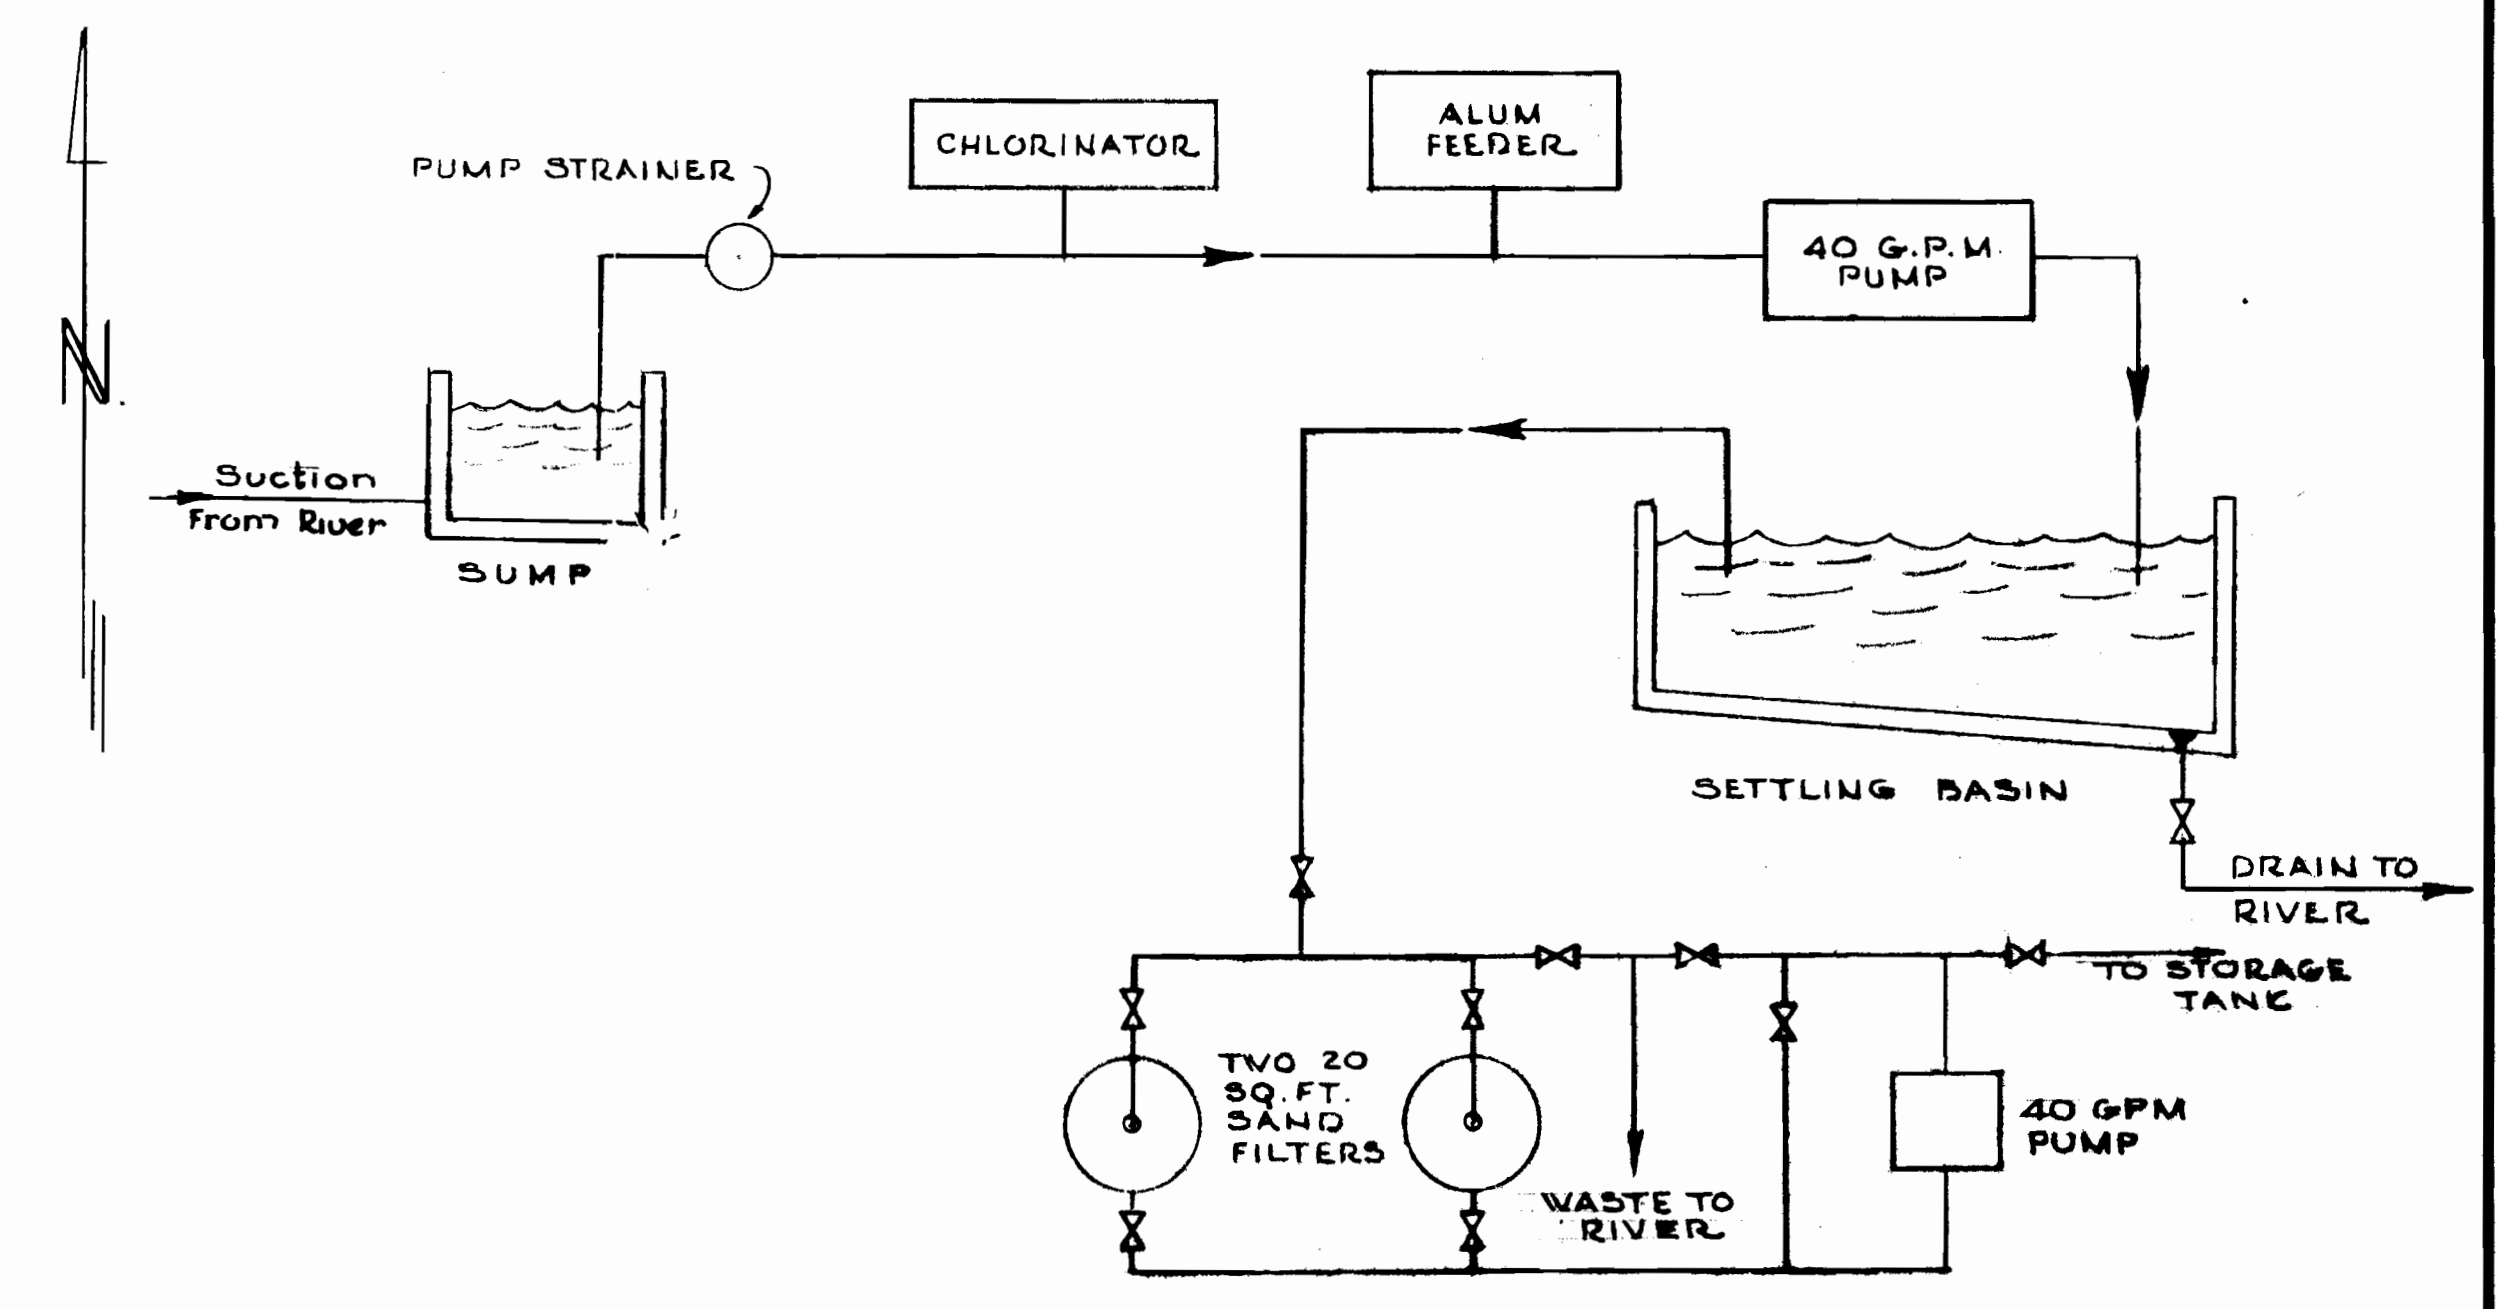 N.
PUMP STRAINER
CHLORINATOR
ALUM
FEEDER
40 G.P.M.
PUMP
Suction
From River
SUMP
SETTLING BASIN
DRAIN TO
RIVER
TO STORAGE
TANK
TWO 20
SQ.FT.
SAND
FILTERS
40 GPM
PUMP
WASTE TO
RIVER